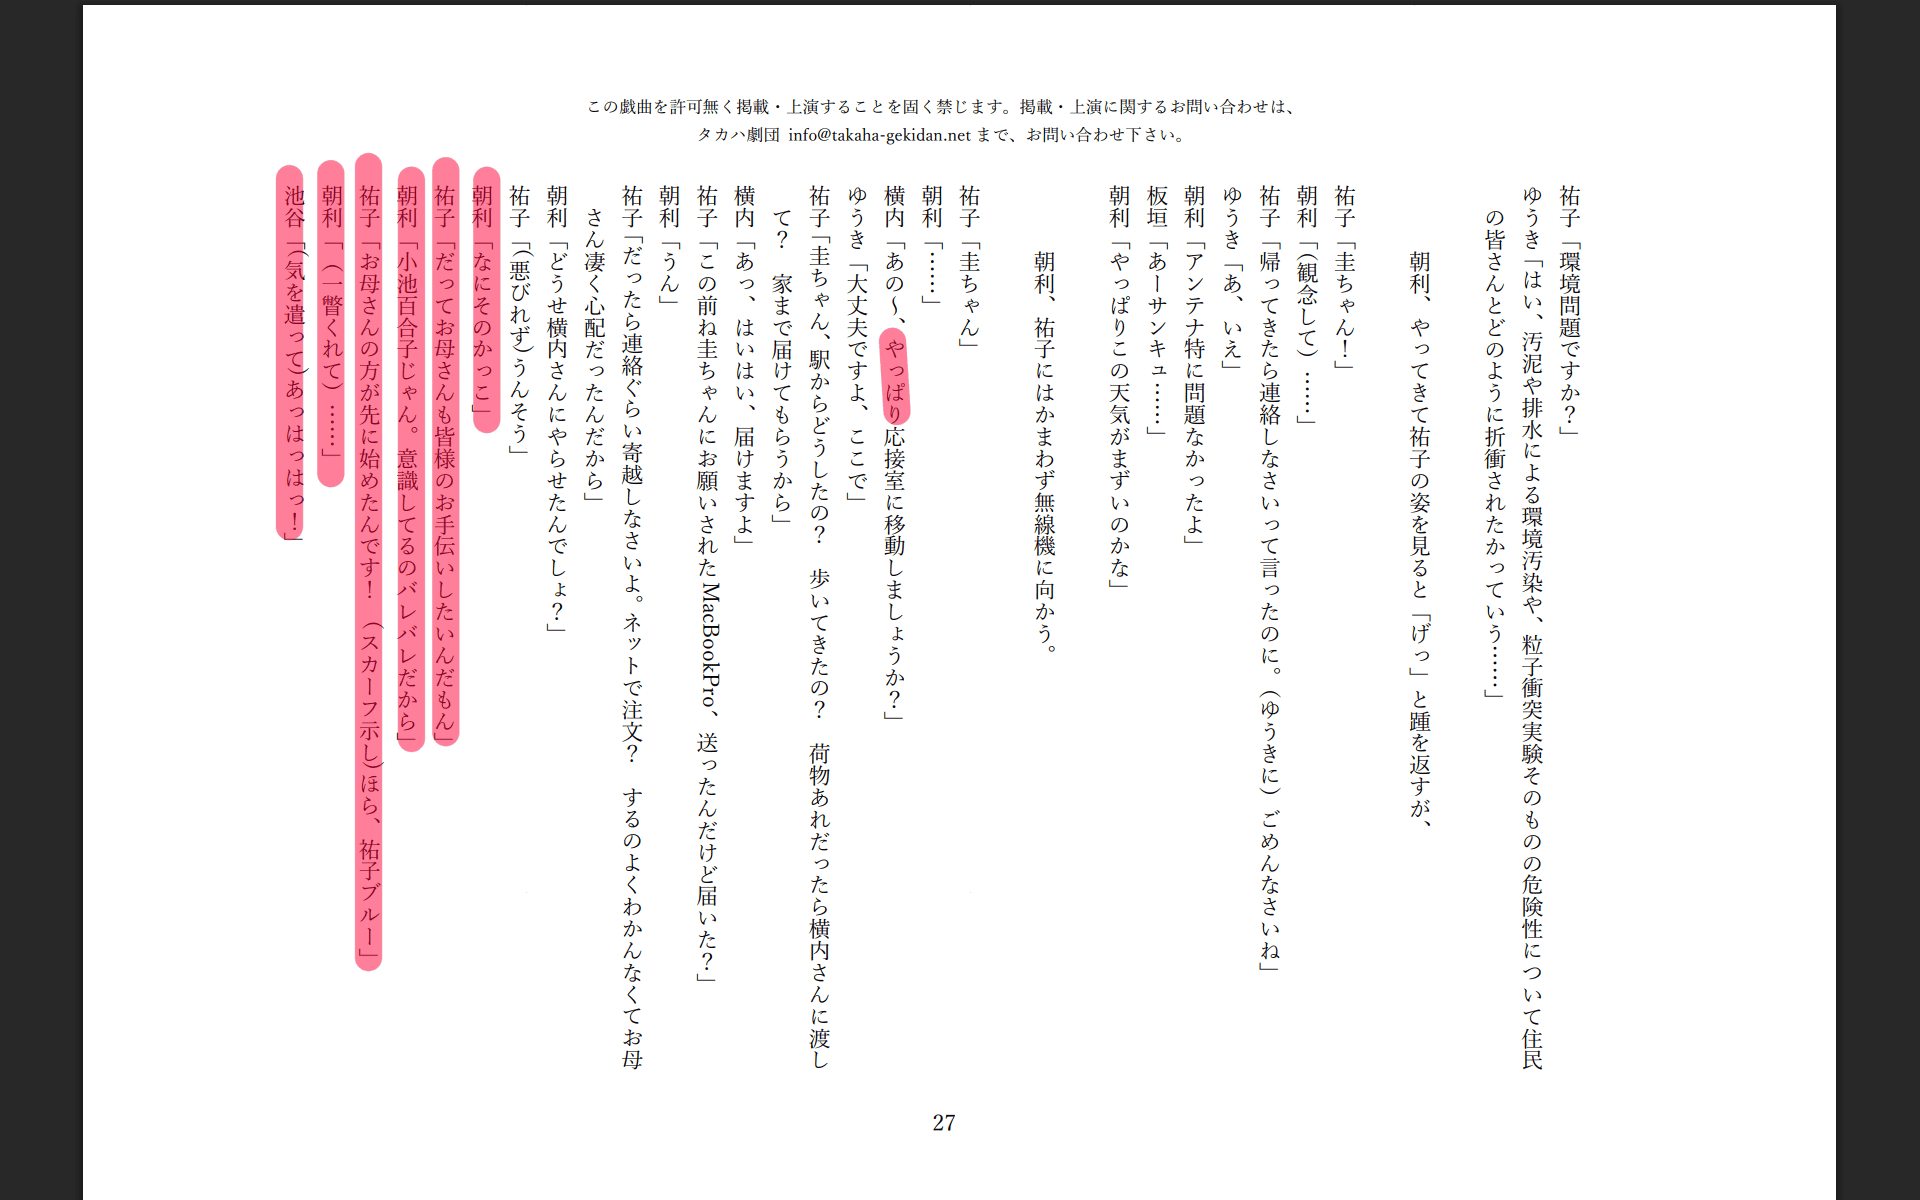 この戯曲を許可無く掲載・上演することを固く禁じます。掲載・上演に関するお問い合わせは、
タカハ劇団 info@takaha-gekidan.net まで、お問い合わせ下さい。
祐子「環境問題ですか?」
ゆうき「はい、汚泥や排水による環境汚染や、粒子衝突実験そのものの危険性について住民
の皆さんとどのように折衝されたかっていう……」
朝利、やってきて祐子の姿を見ると「げっ」と踵を返すが、
祐子「圭ちゃん!」
朝利「(観念して)……」
祐子「帰ってきたら連絡しなさいって言ったのに。(ゆうきに)ごめんなさいね」
ゆうき「あ、いえ」
朝利「アンテナ特に問題なかったよ」
板垣「あーサンキュ……」
朝利「やっぱりこの天気がまずいのかな」
朝利、祐子にはかまわず無線機に向かう。
祐子「圭ちゃん」
朝利「……」
横内「あの〜、やっぱり応接室に移動しましょうか?」
ゆうき「大丈夫ですよ、ここで」
祐子「圭ちゃん、駅からどうしたの? 歩いてきたの? 荷物あれだったら横内さんに渡し
て? 家まで届けてもらうから」
横内「あっ、はいはい、届けますよ」
祐子「この前ね圭ちゃんにお願いされたMacBookPro、送ったんだけど届いた?」
朝利「うん」
祐子「だったら連絡ぐらい寄越しなさいよ。ネットで注文? するのよくわかんなくてお母
さん凄く心配だったんだから」
朝利「どうせ横内さんにやらせたんでしょ?」
祐子「(悪びれず)うんそう」
朝利「なにそのかっこ」
祐子「だってお母さんも皆様のお手伝いしたいんだもん」
朝利「小池百合子じゃん。意識してるのバレバレだから」
祐子「お母さんの方が先に始めたんです! (スカーフ示し)ほら、祐子ブルー」
朝利「(一瞥くれて)……」
池谷「(気を遣って)あっはっはっ!」
27